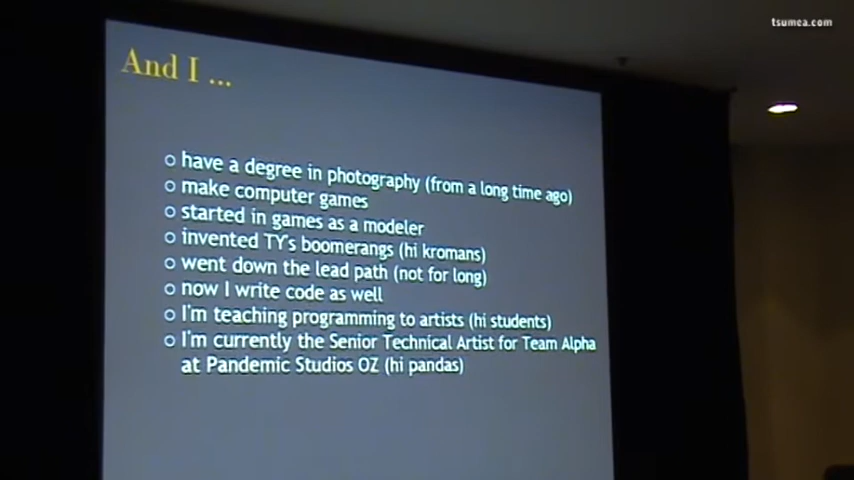 tsumea.com
And I ...
have a degree in photography (from a long time ago)
make computer games
started in games as a modeler
invented TY's boomerangs (hi kromans)
went down the lead path (not for long)
now I write code as well
I'm teaching programming to artists (hi students)
I'm currently the Senior Technical Artist for Team Alpha
at Pandemic Studios OZ (hi pandas)